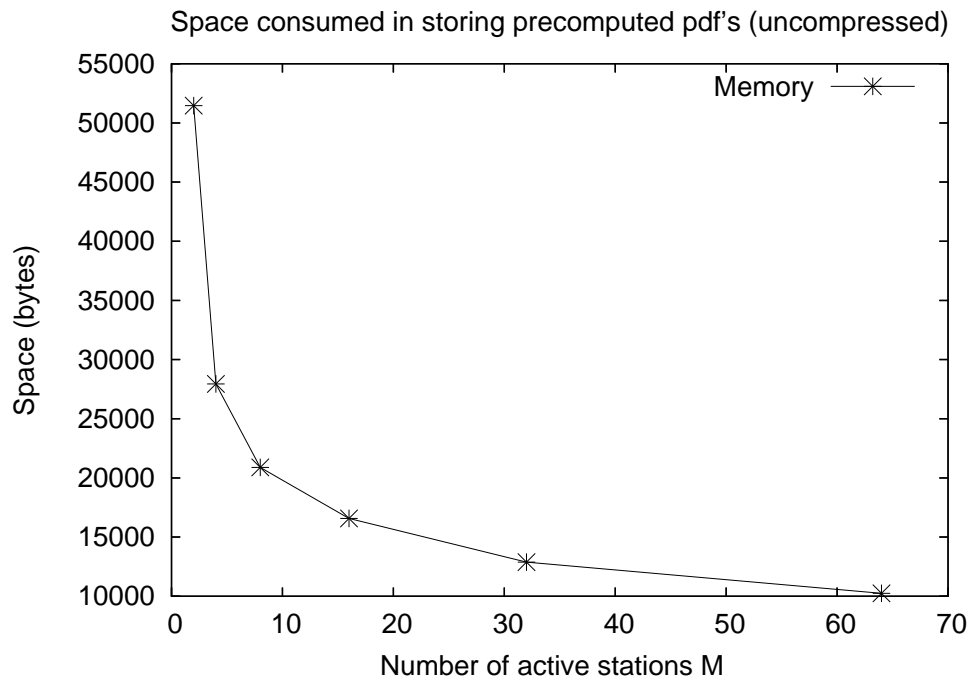 Space consumed in storing precomputed pdf's (uncompressed)
55000
50000
45000
40000
35000
30000
25000
20000
15000
10000
Space (bytes)
Memory
0 10 20 30 40 50 60 70
Number of active stations M